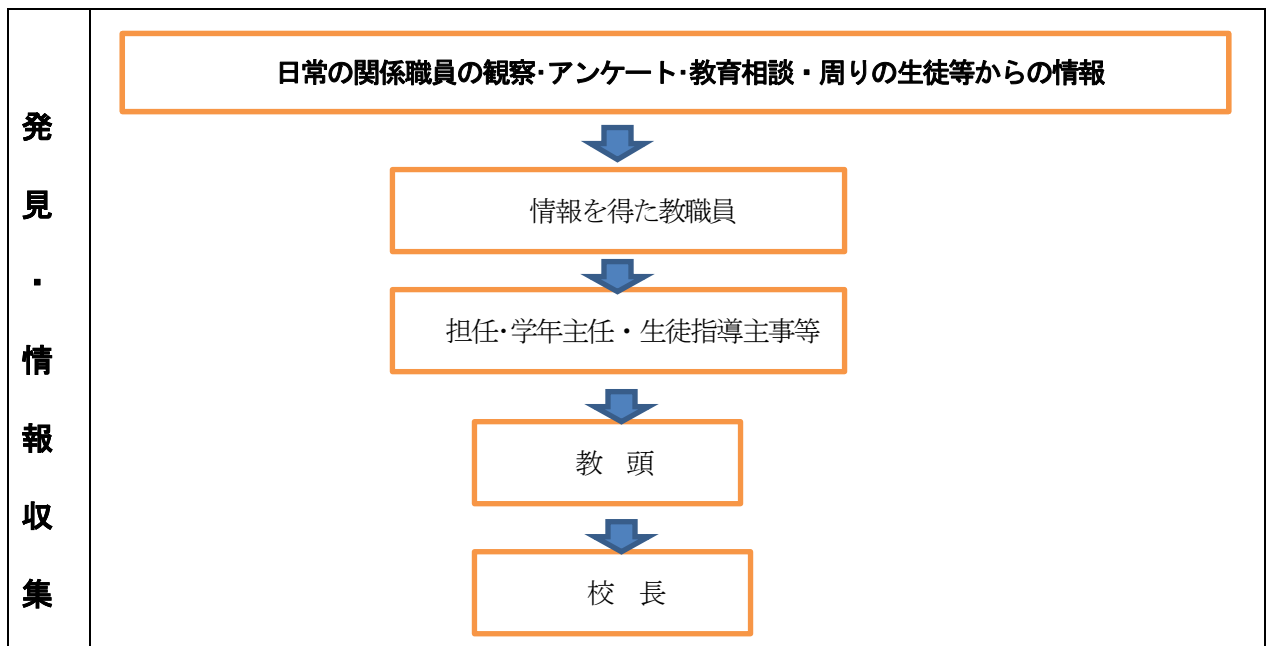 発見・情報収集
日常の関係職員の観察･アンケート･教育相談・周りの生徒等からの情報
情報を得た教職員
担任･学年主任・生徒指導主事等
教　頭
校　長